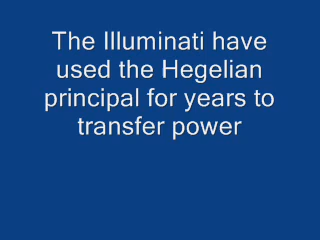 The Illuminati have
used the Hegelian
principal for years to
transfer power